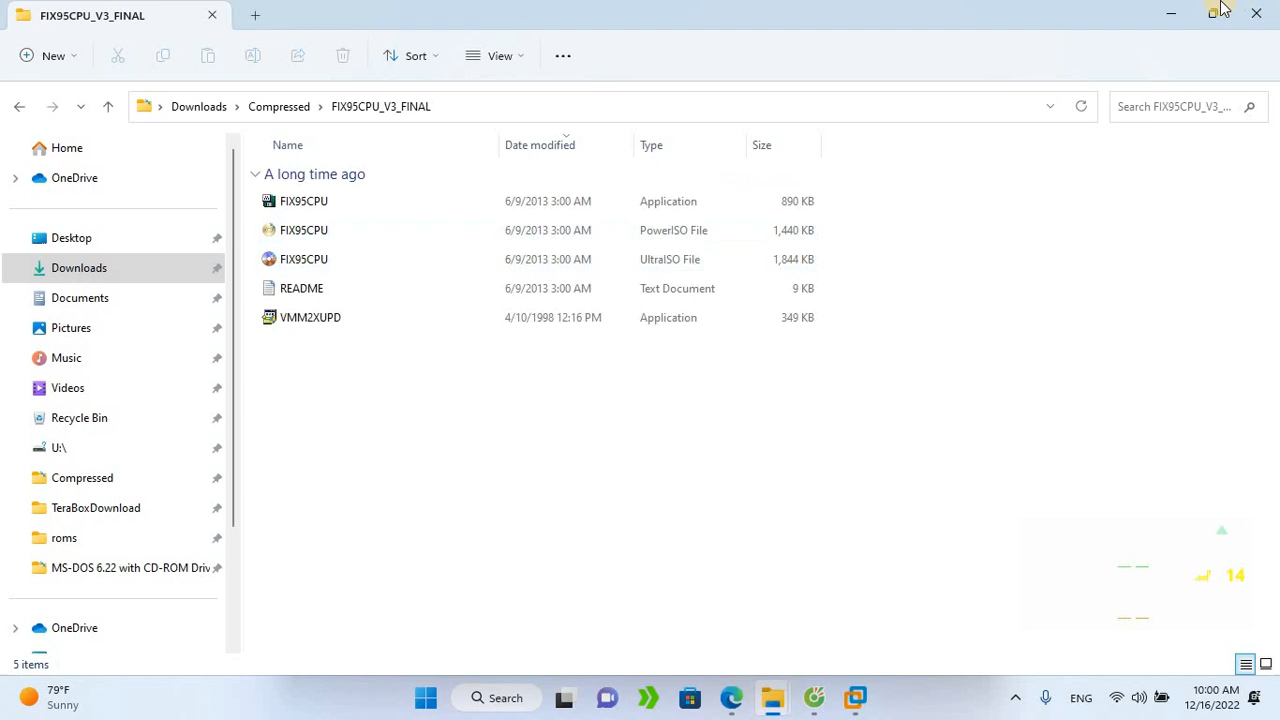 FIX95CPU_V3_FINAL
New
Sort
View
Downloads
Compressed
FIX95CPU_V3_FINAL
Search FIX95CPU_V3_...
Name
Date modified
Type
Size
A long time ago
FIX95CPU 6/9/2013 3:00 AM Application 890 KB
FIX95CPU 6/9/2013 3:00 AM PowerISO File 1,440 KB
FIX95CPU 6/9/2013 3:00 AM UltraISO File 1,844 KB
README 6/9/2013 3:00 AM Text Document 9 KB
VMM2XUPD 4/10/1998 12:16 PM Application 349 KB
Home
OneDrive
Desktop
Downloads
Documents
Pictures
Music
Videos
Recycle Bin
U:\
Compressed
TeraBoxDownload
roms
MS-DOS 6.22 with CD-ROM Driv
OneDrive
14
5 items
79°F
Sunny
Search
ENG
10:00 AM
12/16/2022